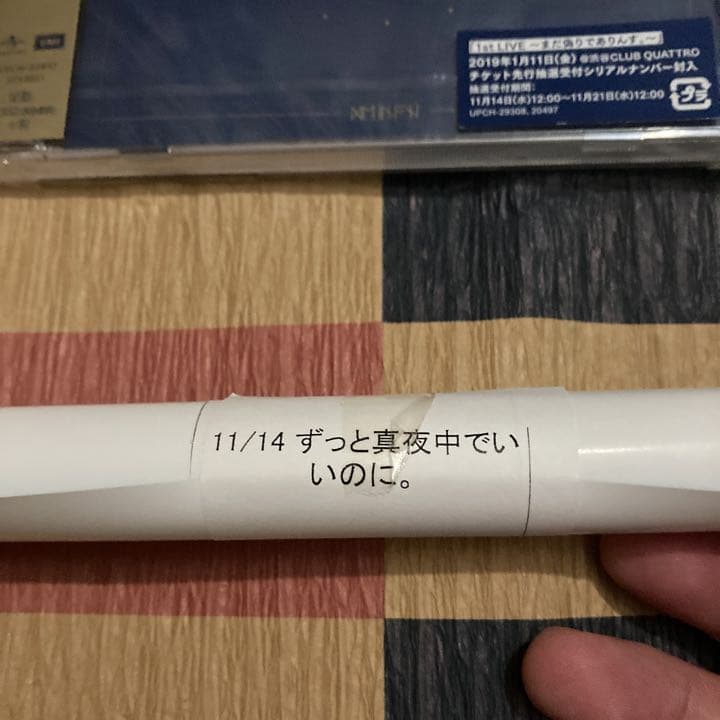 1st LIVE 〜まだ偽りでありんす。〜
2019年1月11日(金) @渋谷CLUB QUATTRO
チケット先行抽選受付シリアルナンバー封入
抽選受付期間:
11月14日(水)12:00〜11月21日(水)12:00
UPCH-29308, 20497
プラ
11/14 ずっと真夜中でい
いのに。